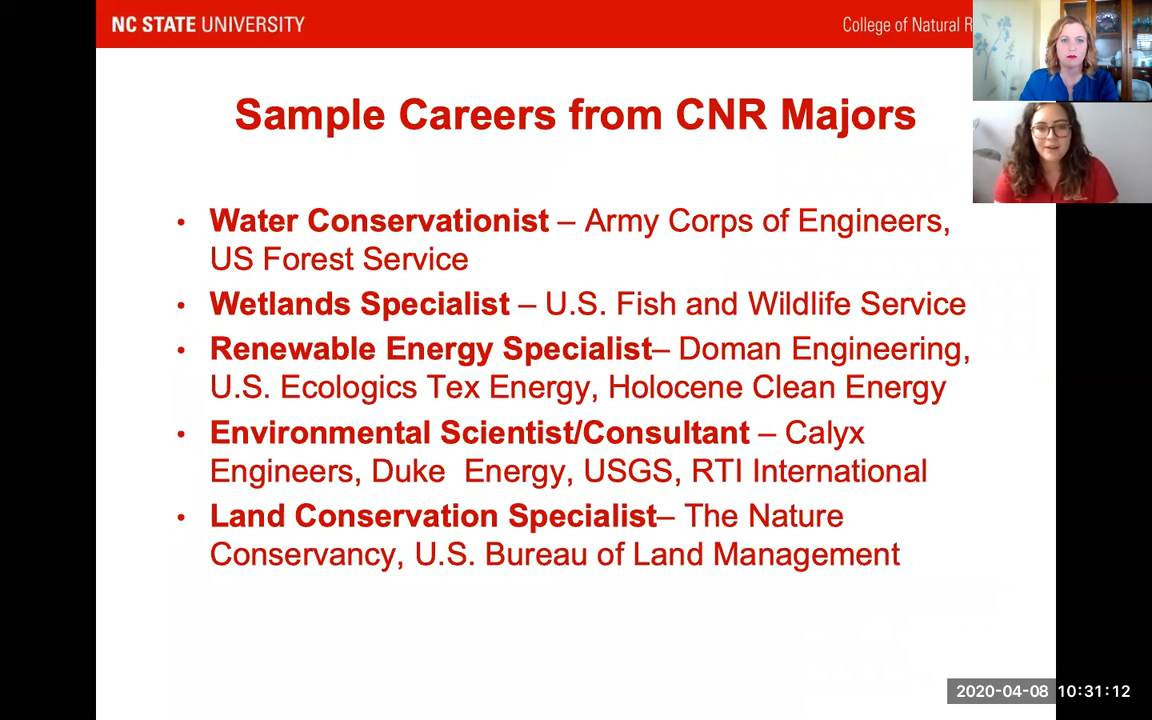 NC STATE UNIVERSITY
College of Natural
Sample Careers from CNR Majors
• Water Conservationist – Army Corps of Engineers,
US Forest Service
• Wetlands Specialist – U.S. Fish and Wildlife Service
• Renewable Energy Specialist– Doman Engineering,
U.S. Ecologics Tex Energy, Holocene Clean Energy
• Environmental Scientist/Consultant – Calyx
Engineers, Duke  Energy, USGS, RTI International
• Land Conservation Specialist– The Nature
Conservancy, U.S. Bureau of Land Management
2020-04-08 10:31:12